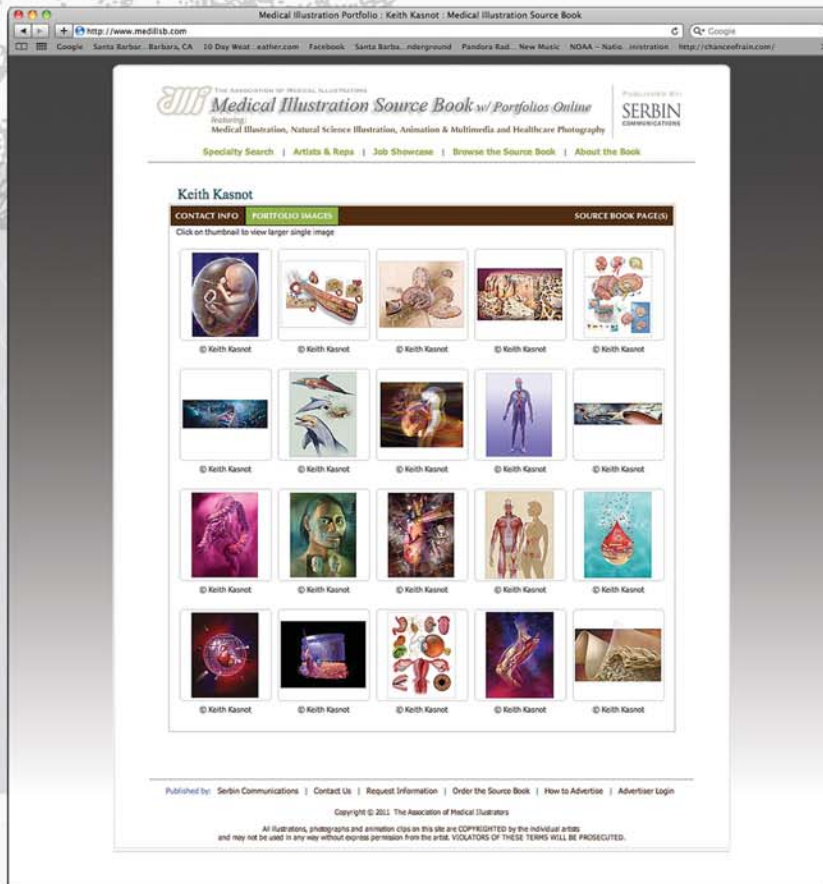 Medical Illustration Portfolio : Keith Kasnot : Medical Illustration Source Book
http://www.medillsb.com
Google
Google Santa Barbar...Barbara, CA 10 Day Weat...eather.com Facebook Santa Barba...nderground Pandora Rad... New Music NOAA – Natio...inistration http://chanceofrain.com/
THE ASSOCIATION OF MEDICAL ILLUSTRATORS
Medical Illustration Source Book w/ Portfolios Online
featuring:
Medical Illustration, Natural Science Illustration, Animation & Multimedia and Healthcare Photography
PUBLISHED BY:
SERBIN
COMMUNICATIONS
Specialty Search | Artists & Reps | Job Showcase | Browse the Source Book | About the Book
Keith Kasnot
CONTACT INFO PORTFOLIO IMAGES SOURCE BOOK PAGE(S)
Click on thumbnail to view larger single image
© Keith Kasnot © Keith Kasnot © Keith Kasnot © Keith Kasnot © Keith Kasnot
© Keith Kasnot © Keith Kasnot © Keith Kasnot © Keith Kasnot © Keith Kasnot
© Keith Kasnot © Keith Kasnot © Keith Kasnot © Keith Kasnot © Keith Kasnot
© Keith Kasnot © Keith Kasnot © Keith Kasnot © Keith Kasnot © Keith Kasnot
Published by: Serbin Communications | Contact Us | Request Information | Order the Source Book | How to Advertise | Advertiser Login
Copyright © 2011 The Association of Medical Illustrators
All illustrations, photographs and animation clips on this site are COPYRIGHTED by the individual artists
and may not be used in any way without express permission from the artist. VIOLATORS OF THESE TERMS WILL BE PROSECUTED.